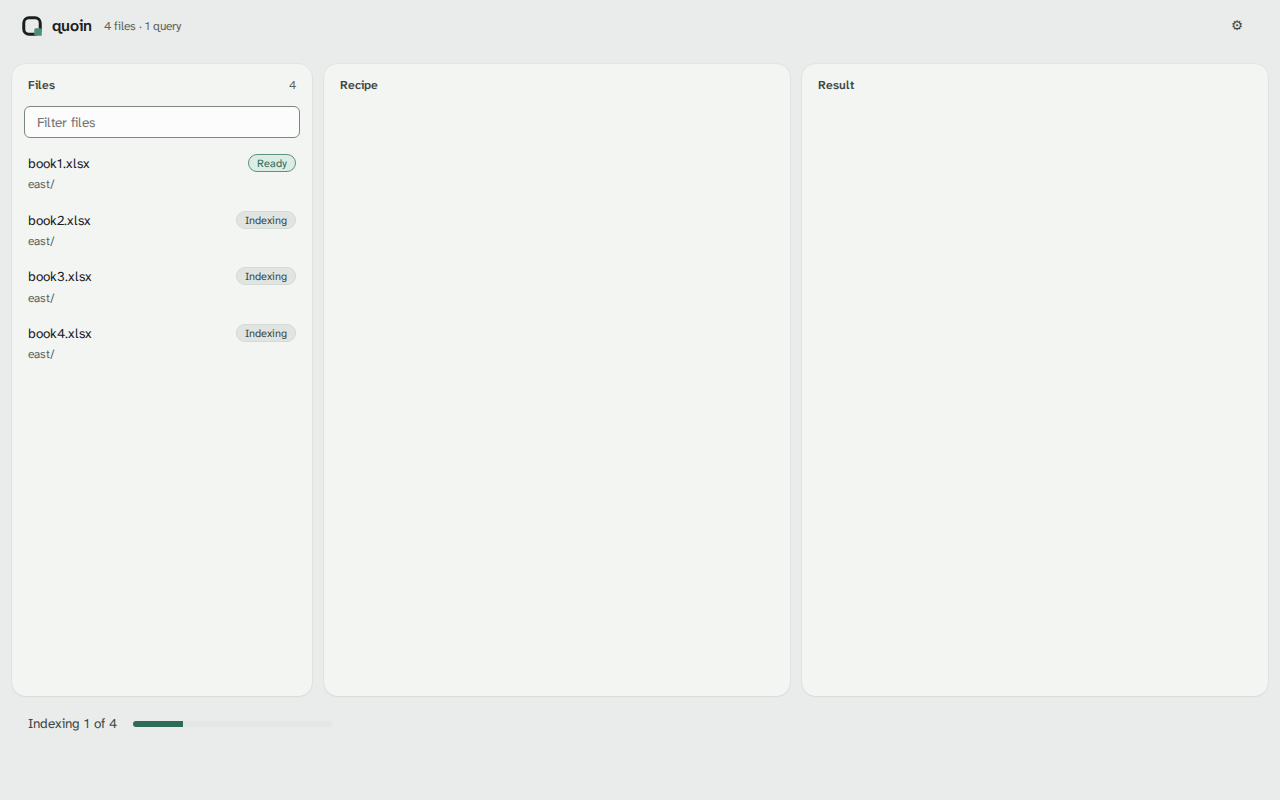 quoin 4 files · 1 query
Files 4
Filter files
book1.xlsx Ready
east/
book2.xlsx Indexing
east/
book3.xlsx Indexing
east/
book4.xlsx Indexing
east/
Recipe
Result
Indexing 1 of 4